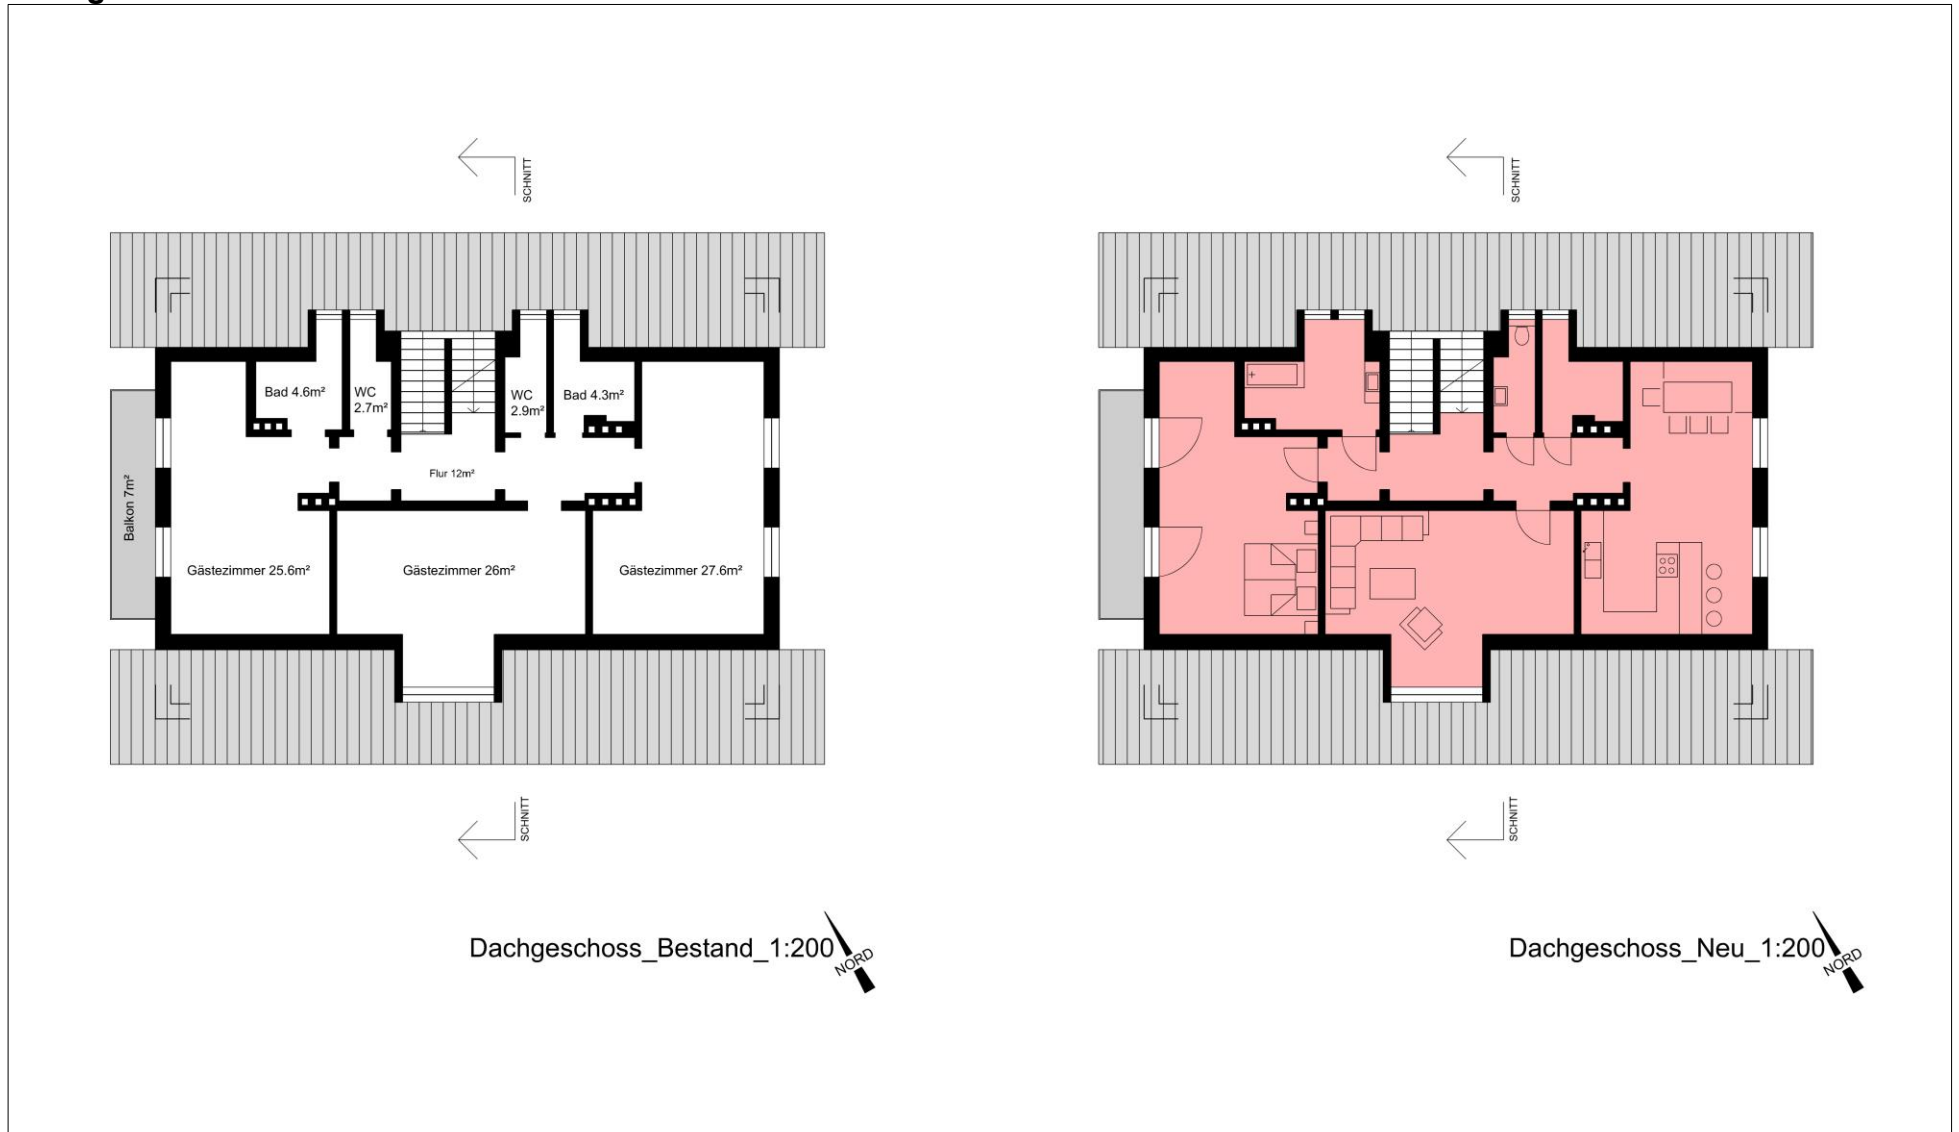 SCHNITT
SCHNITT
Bad 4.6m²
WC
2.7m²
WC
2.9m²
Bad 4.3m²
Flur 12m²
Balkon 7m²
Gästezimmer 25.6m²
Gästezimmer 26m²
Gästezimmer 27.6m²
SCHNITT
SCHNITT
Dachgeschoss_Bestand_1:200
NORD
Dachgeschoss_Neu_1:200
NORD